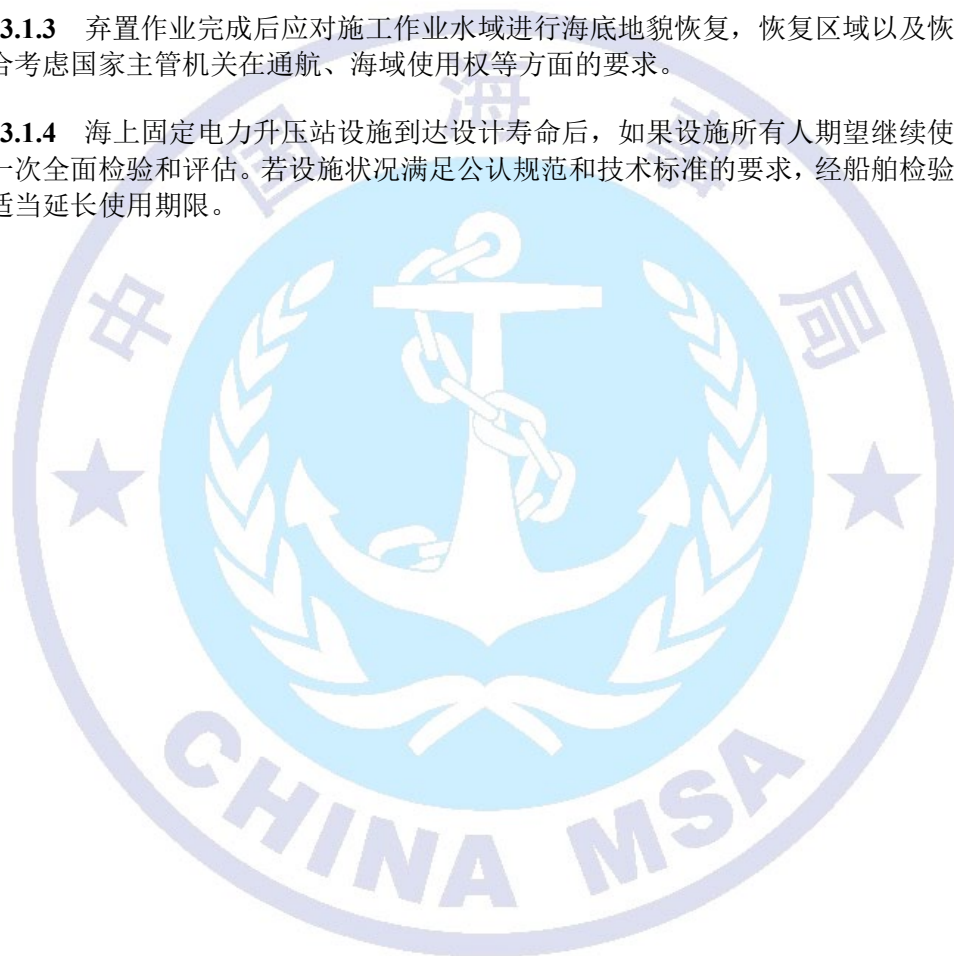 3.1.3 弃置作业完成后应对施工作业水域进行海底地貌恢复，恢复区域以及恢
合考虑国家主管机关在通航、海域使用权等方面的要求。
3.1.4 海上固定电力升压站设施到达设计寿命后，如果设施所有人期望继续使
一次全面检验和评估。若设施状况满足公认规范和技术标准的要求，经船舶检验
适当延长使用期限。
中国海事局
CHINA MSA